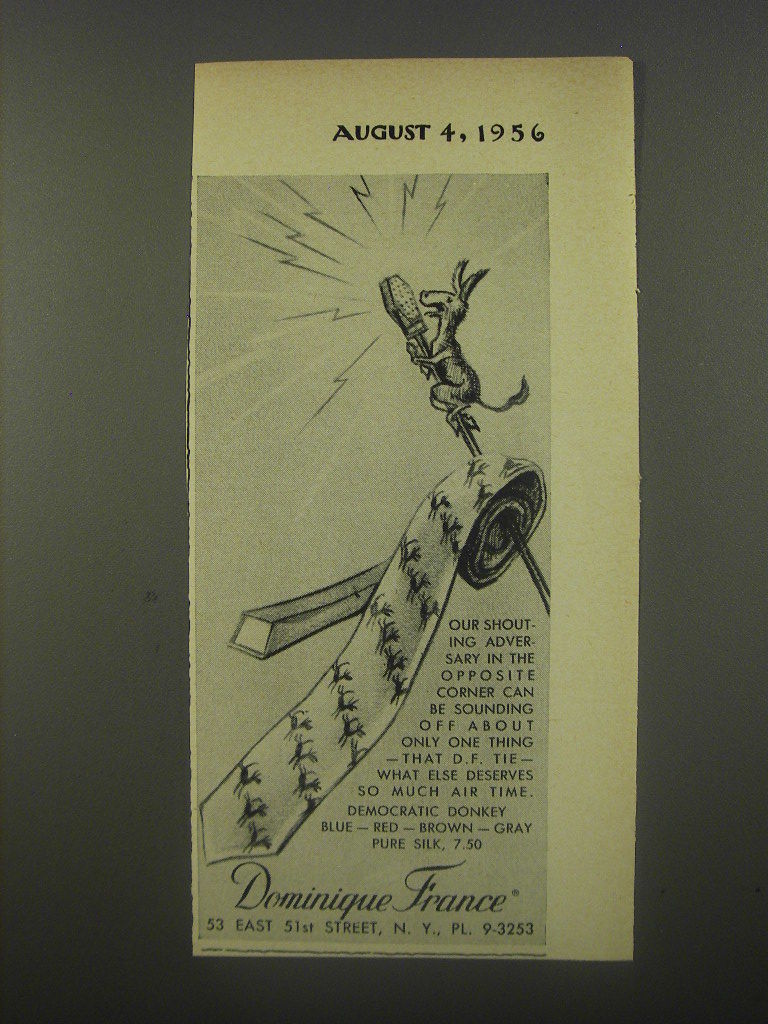 AUGUST 4, 1956
OUR SHOUT-
ING ADVER-
SARY IN THE
OPPOSITE
CORNER CAN
BE SOUNDING
OFF ABOUT
ONLY ONE THING
—THAT D.F. TIE—
WHAT ELSE DESERVES
SO MUCH AIR TIME.
DEMOCRATIC DONKEY
BLUE — RED — BROWN — GRAY
PURE SILK, 7.50
Dominique France®
53 EAST 51st STREET, N. Y., PL. 9-3253